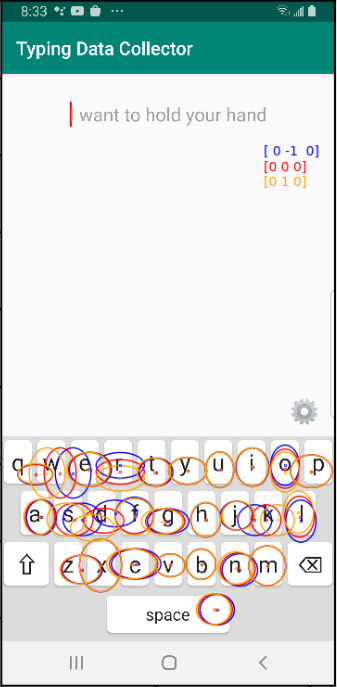 8:33
Typing Data Collector
want to hold your hand
[ 0 -1 0]
[0 0 0]
[0 1 0]
q w e r t y u i o p
a s d f g h j k l
z x c v b n m
space